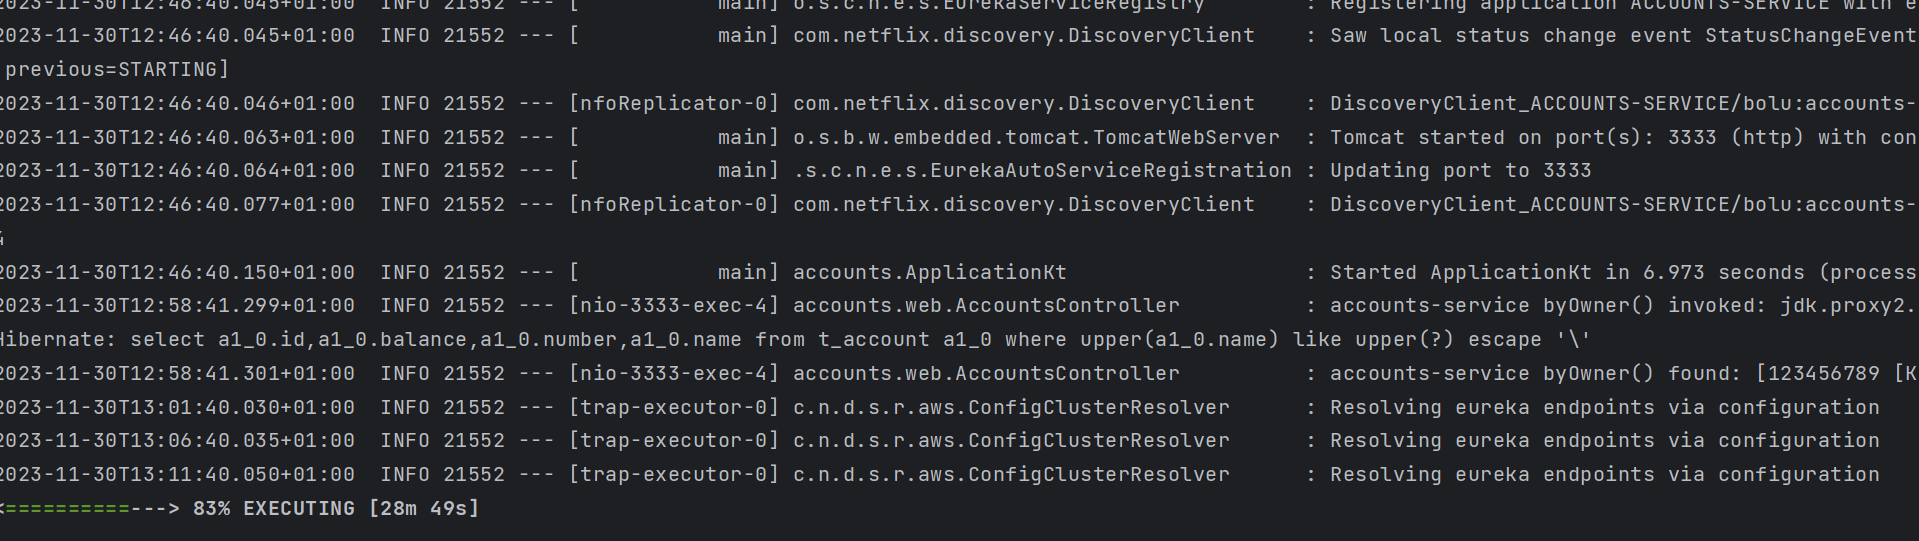 2023-11-30T12:46:40.045+01:00  INFO 21552 --- [           main] o.s.c.n.e.s.EurekaServiceRegistry        : Registering application ACCOUNTS-SERVICE with e
2023-11-30T12:46:40.045+01:00  INFO 21552 --- [           main] com.netflix.discovery.DiscoveryClient    : Saw local status change event StatusChangeEvent
previous=STARTING]
2023-11-30T12:46:40.046+01:00  INFO 21552 --- [nfoReplicator-0] com.netflix.discovery.DiscoveryClient    : DiscoveryClient_ACCOUNTS-SERVICE/bolu:accounts-
2023-11-30T12:46:40.063+01:00  INFO 21552 --- [           main] o.s.b.w.embedded.tomcat.TomcatWebServer  : Tomcat started on port(s): 3333 (http) with con
2023-11-30T12:46:40.064+01:00  INFO 21552 --- [           main] .s.c.n.e.s.EurekaAutoServiceRegistration : Updating port to 3333
2023-11-30T12:46:40.077+01:00  INFO 21552 --- [nfoReplicator-0] com.netflix.discovery.DiscoveryClient    : DiscoveryClient_ACCOUNTS-SERVICE/bolu:accounts-
4
2023-11-30T12:46:40.150+01:00  INFO 21552 --- [           main] accounts.ApplicationKt                   : Started ApplicationKt in 6.973 seconds (process
2023-11-30T12:58:41.299+01:00  INFO 21552 --- [nio-3333-exec-4] accounts.web.AccountsController          : accounts-service byOwner() invoked: jdk.proxy2.
Hibernate: select a1_0.id,a1_0.balance,a1_0.number,a1_0.name from t_account a1_0 where upper(a1_0.name) like upper(?) escape '\'
2023-11-30T12:58:41.301+01:00  INFO 21552 --- [nio-3333-exec-4] accounts.web.AccountsController          : accounts-service byOwner() found: [123456789 [K
2023-11-30T13:01:40.030+01:00  INFO 21552 --- [trap-executor-0] c.n.d.s.r.aws.ConfigClusterResolver      : Resolving eureka endpoints via configuration
2023-11-30T13:06:40.035+01:00  INFO 21552 --- [trap-executor-0] c.n.d.s.r.aws.ConfigClusterResolver      : Resolving eureka endpoints via configuration
2023-11-30T13:11:40.050+01:00  INFO 21552 --- [trap-executor-0] c.n.d.s.r.aws.ConfigClusterResolver      : Resolving eureka endpoints via configuration
<==========---> 83% EXECUTING [28m 49s]